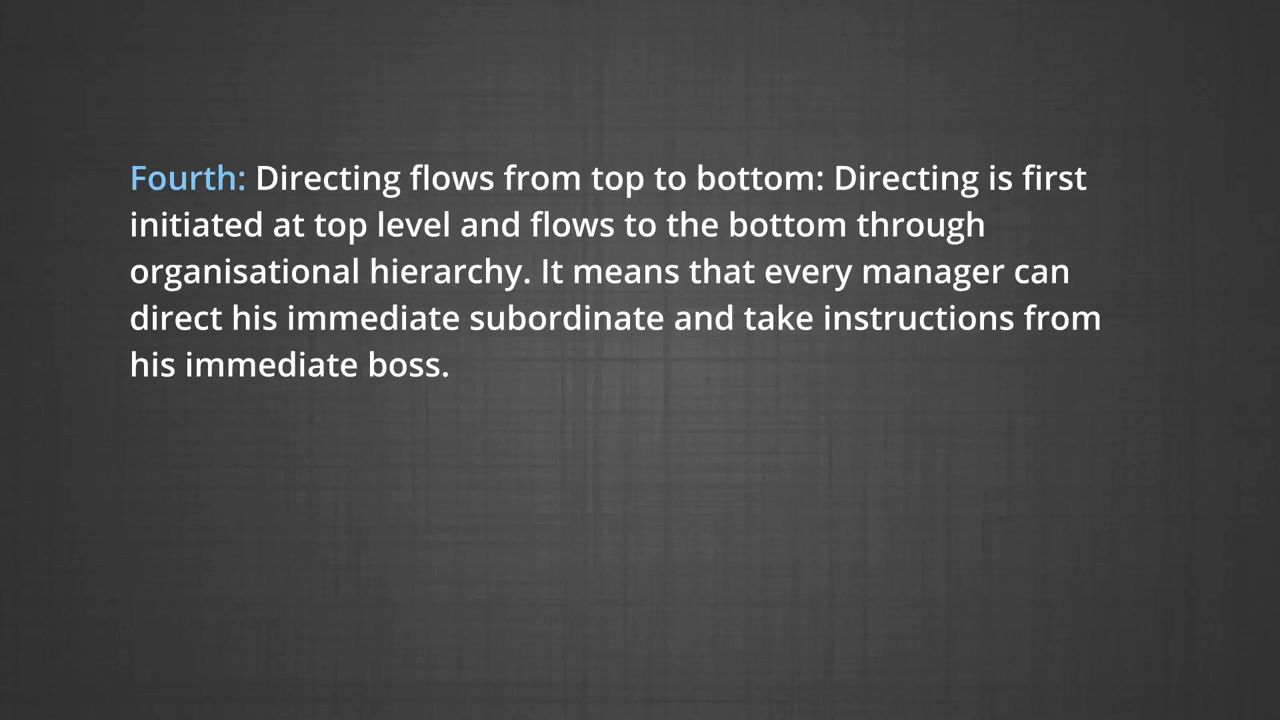 Fourth: Directing flows from top to bottom: Directing is first
initiated at top level and flows to the bottom through
organisational hierarchy. It means that every manager can
direct his immediate subordinate and take instructions from
his immediate boss.